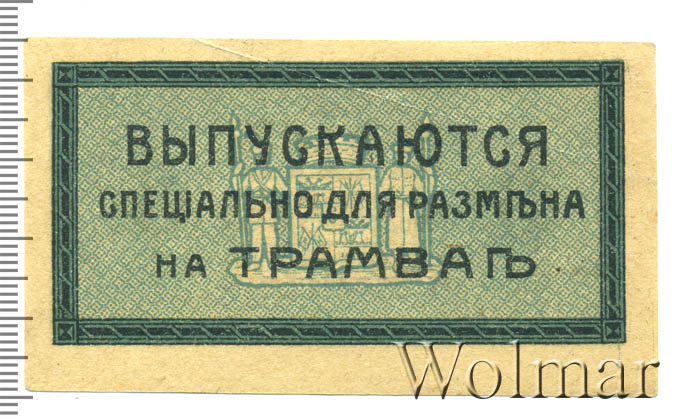 ВЫПУСКАЮТСЯ
СПЕЦІАЛЬНО ДЛЯ РАЗМѢНА
НА ТРАМВАѢ
Wolmar